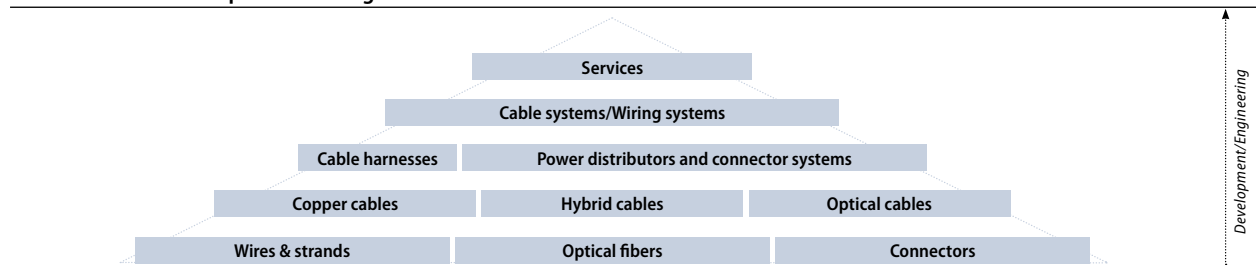 Services
Cable systems/Wiring systems
Cable harnesses Power distributors and connector systems
Copper cables Hybrid cables Optical cables
Wires & strands Optical fibers Connectors
Development/Engineering